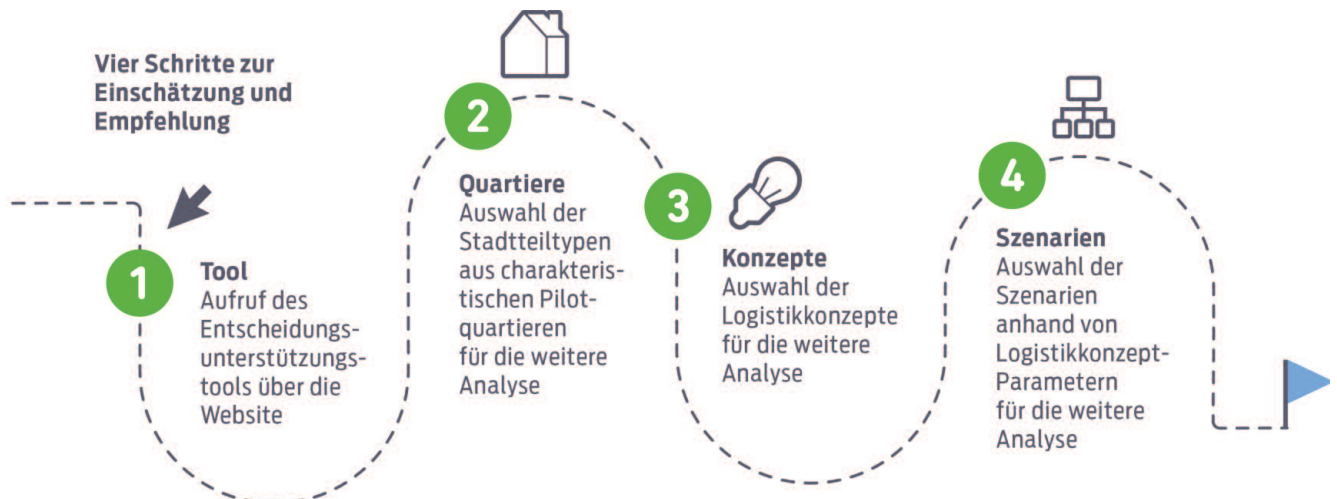 Vier Schritte zur
Einschätzung und
Empfehlung
1
Tool
Aufruf des
Entscheidungs-
unterstützungs-
tools über die
Website
2
Quartiere
Auswahl der
Stadtteiltypen
aus charakteris-
tischen Pilot-
quartieren
für die weitere
Analyse
3
Konzepte
Auswahl der
Logistikkonzepte
für die weitere
Analyse
4
Szenarien
Auswahl der
Szenarien
anhand von
Logistikkonzept-
Parametern
für die weitere
Analyse